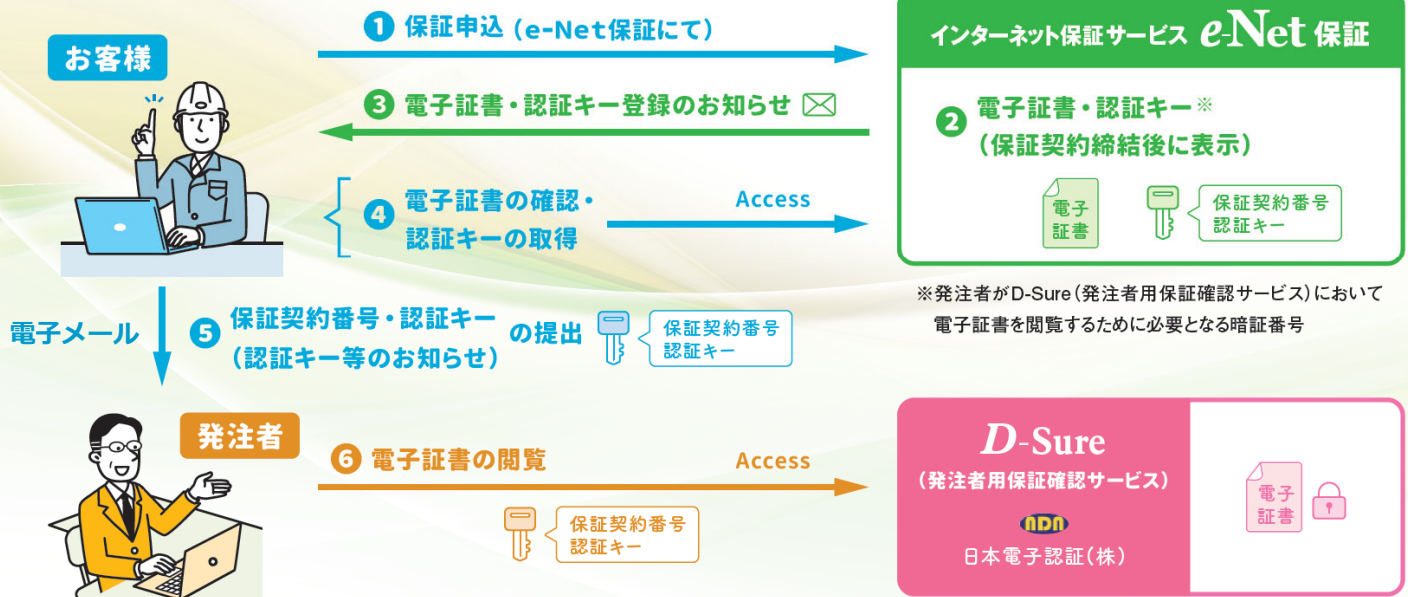 お客様
❶ 保証申込 (e-Net保証にて)
インターネット保証サービス e-Net 保証
❷ 電子証書・認証キー※
(保証契約締結後に表示)
電子
証書
保証契約番号
認証キー
❸ 電子証書・認証キー登録のお知らせ
❹ 電子証書の確認・
認証キーの取得
Access
※発注者がD-Sure(発注者用保証確認サービス)において
電子証書を閲覧するために必要となる暗証番号
電子メール
❺ 保証契約番号・認証キー
(認証キー等のお知らせ)
の提出
保証契約番号
認証キー
発注者
❻ 電子証書の閲覧
Access
保証契約番号
認証キー
D-Sure
(発注者用保証確認サービス)
NDN
日本電子認証(株)
電子
証書